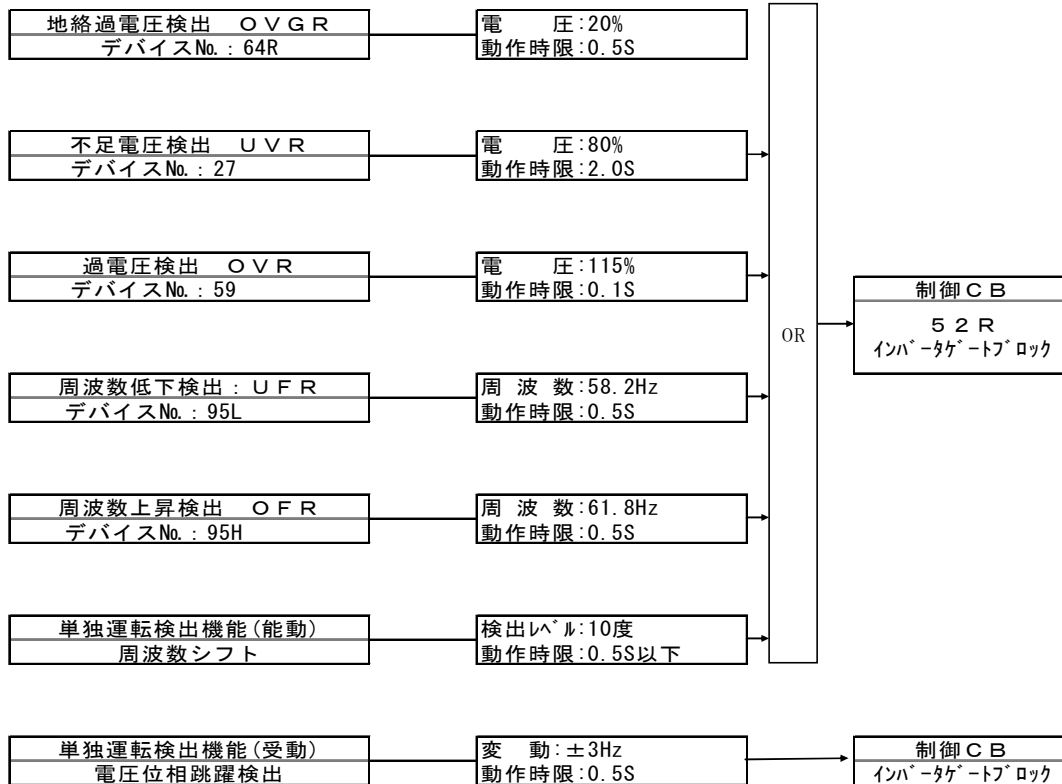 地絡過電圧検出　ＯＶＧＲ
デバイス№：64R
電　　圧:20%
動作時限:0.5S
不足電圧検出　ＵＶＲ
デバイス№：27
電　　圧:80%
動作時限:2.0S
過電圧検出　ＯＶＲ
デバイス№：59
電　　圧:115%
動作時限:0.1S
OR
制御ＣＢ
５２Ｒ
ｲﾝﾊﾞｰﾀｹﾞｰﾄﾌﾞﾛｯｸ
周波数低下検出：ＵＦＲ
デバイス№：95L
周 波 数:58.2Hz
動作時限:0.5S
周波数上昇検出　ＯＦＲ
デバイス№：95H
周 波 数:61.8Hz
動作時限:0.5S
単独運転検出機能(能動)
周波数シフト
検出ﾚﾍﾞﾙ:10度
動作時限:0.5S以下
単独運転検出機能(受動)
電圧位相跳躍検出
変　動:±3Hz
動作時限:0.5S
制御ＣＢ
ｲﾝﾊﾞｰﾀｹﾞｰﾄﾌﾞﾛｯｸ